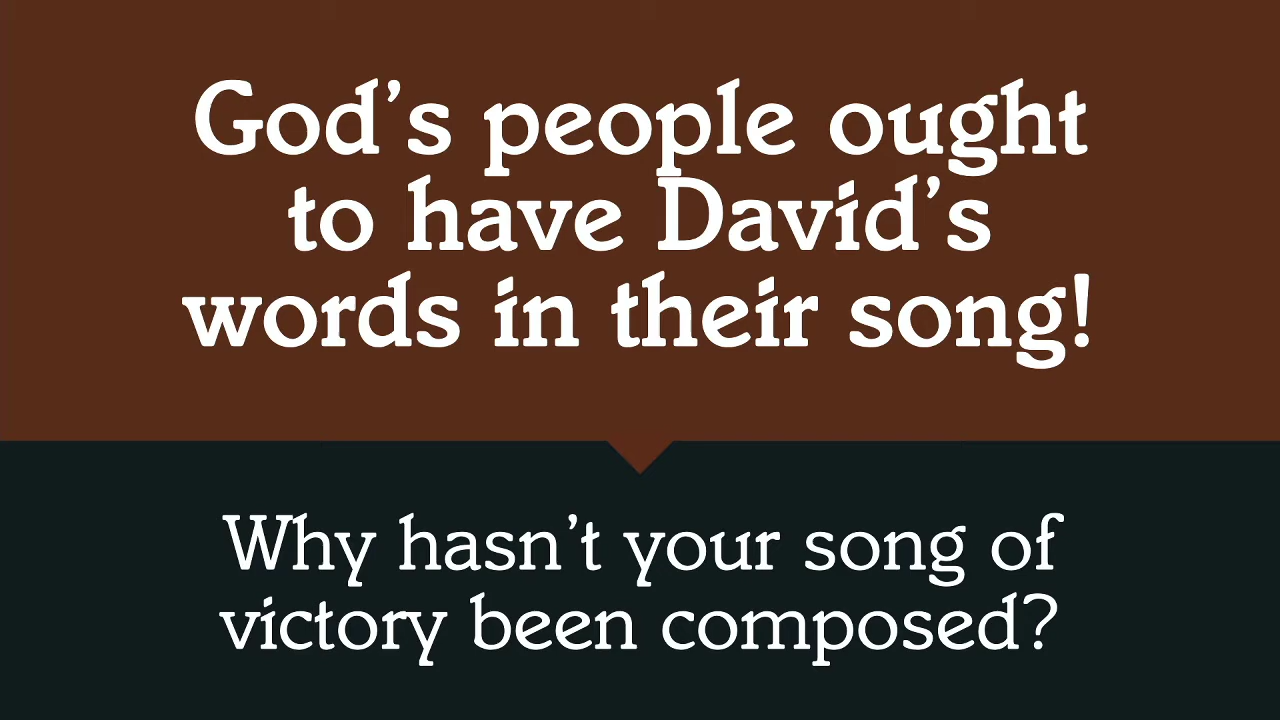 God’s people ought
to have David’s
words in their song!
Why hasn’t your song of
victory been composed?